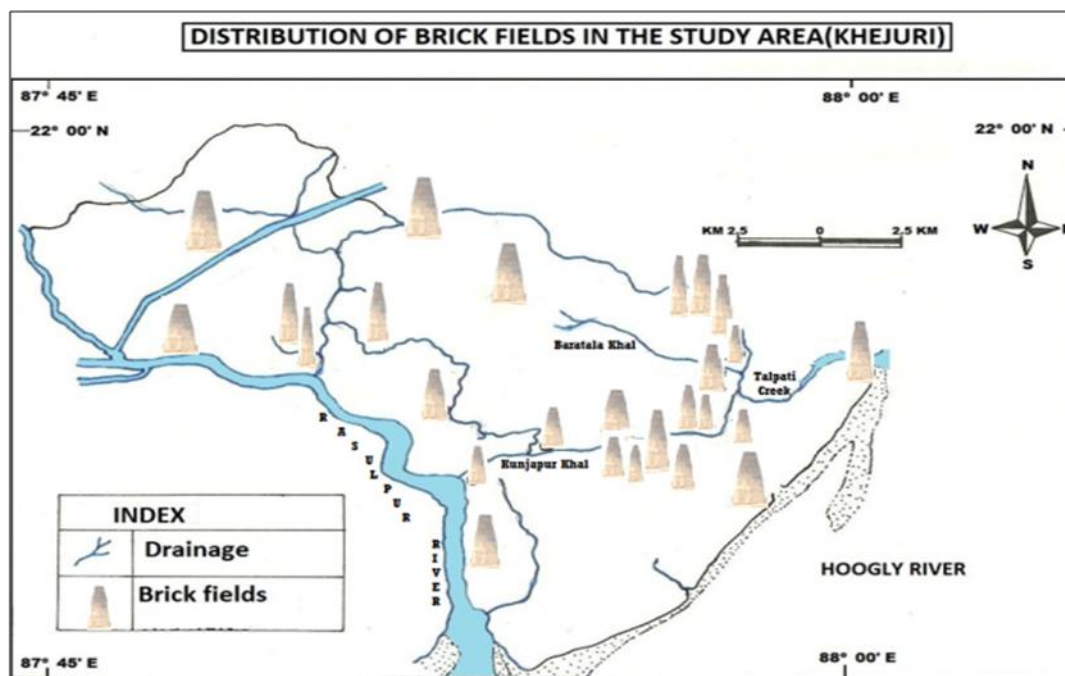 DISTRIBUTION OF BRICK FIELDS IN THE STUDY AREA(KHEJURI)
87° 45' E
88° 00' E
22° 00' N
22° 00' N
N
W
S
KM 2.5 0 2.5 KM
Baratala Khal
Talpati
Creek
RASULPUR RIVER
Kunjapur Khal
INDEX
Drainage
Brick fields
HOOGLY RIVER
87° 45' E
88° 00' E